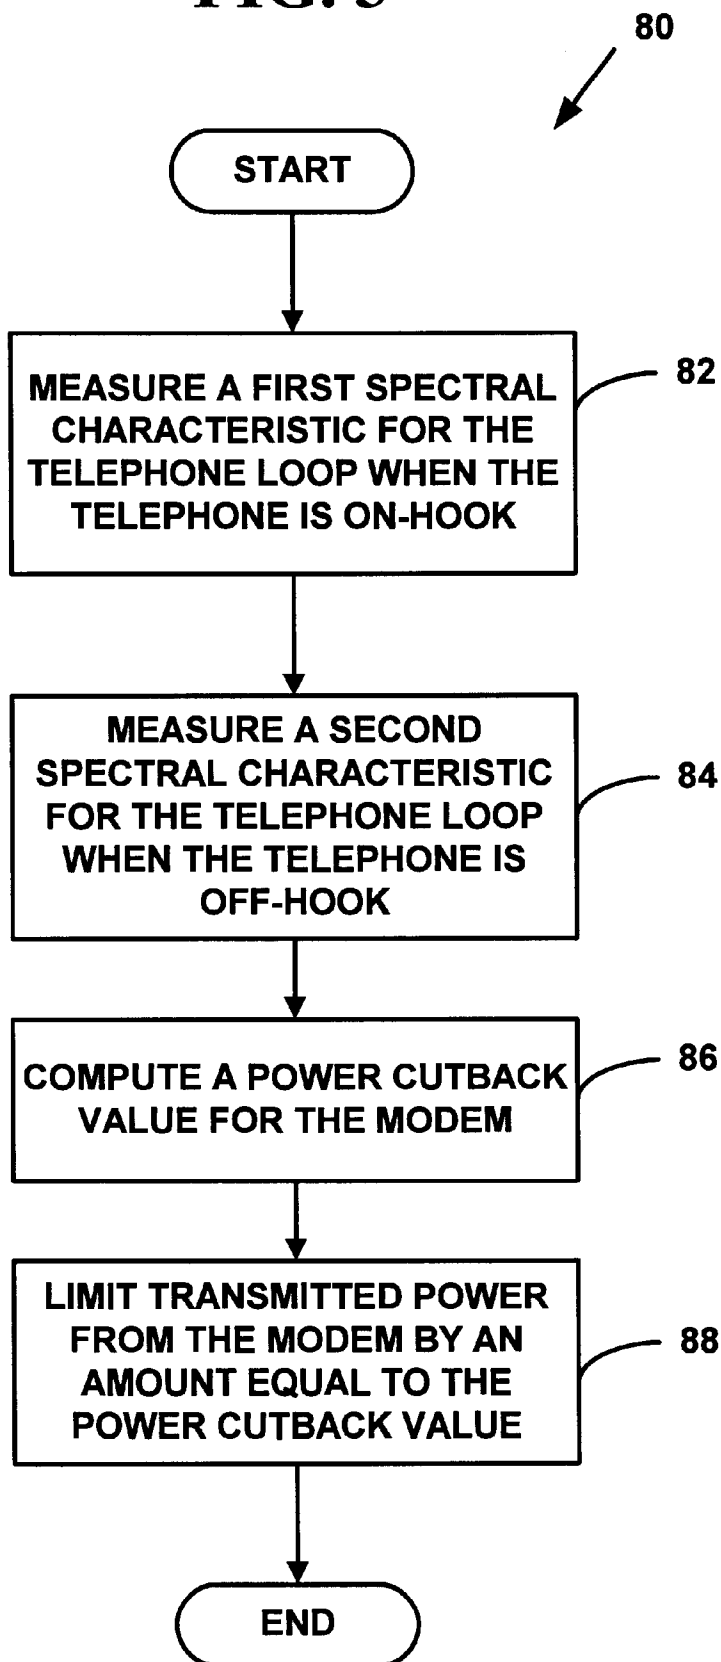 80
START
MEASURE A FIRST SPECTRAL
CHARACTERISTIC FOR THE
TELEPHONE LOOP WHEN THE
TELEPHONE IS ON-HOOK
82
MEASURE A SECOND
SPECTRAL CHARACTERISTIC
FOR THE TELEPHONE LOOP
WHEN THE TELEPHONE IS
OFF-HOOK
84
COMPUTE A POWER CUTBACK
VALUE FOR THE MODEM
86
LIMIT TRANSMITTED POWER
FROM THE MODEM BY AN
AMOUNT EQUAL TO THE
POWER CUTBACK VALUE
88
END